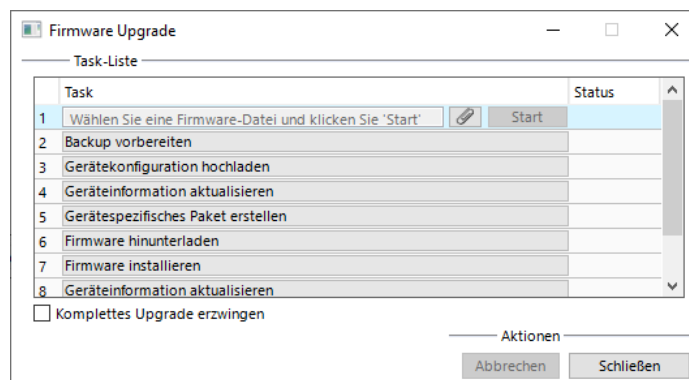 Firmware Upgrade
Task-Liste
Task Status
1 Wählen Sie eine Firmware-Datei und klicken Sie 'Start' Start
2 Backup vorbereiten
3 Gerätekonfiguration hochladen
4 Geräteinformation aktualisieren
5 Gerätespezifisches Paket erstellen
6 Firmware hinunterladen
7 Firmware installieren
8 Geräteinformation aktualisieren
Komplettes Upgrade erzwingen
Aktionen
Abbrechen Schließen